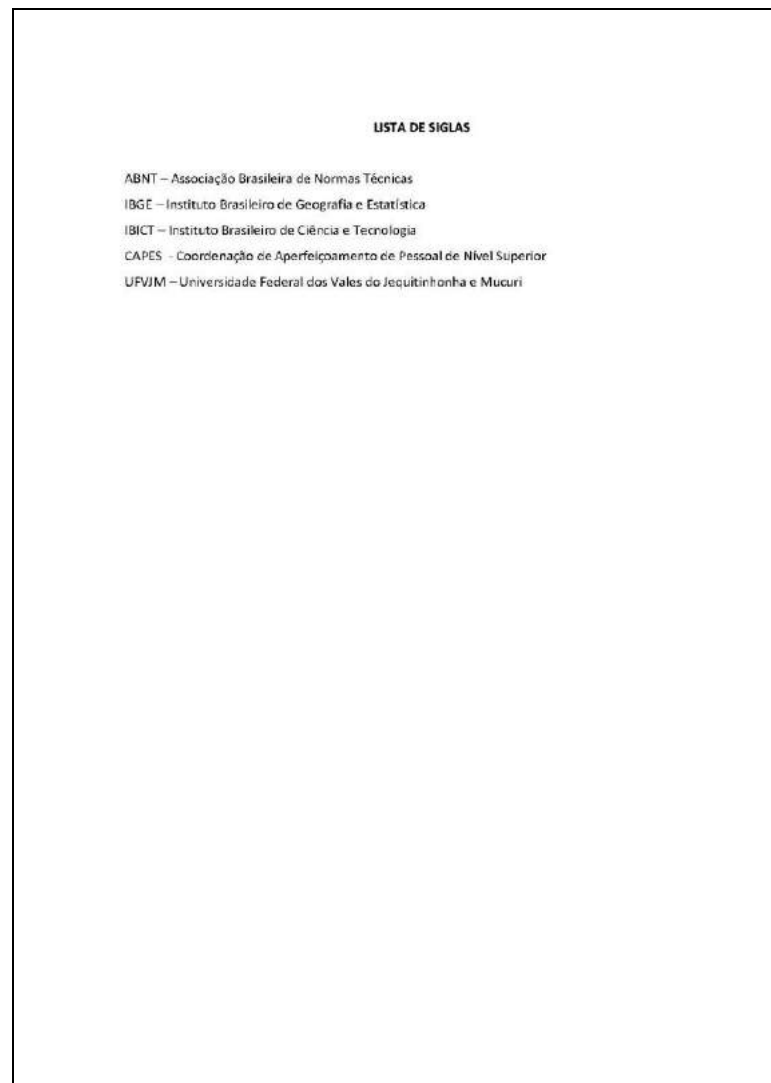 LISTA DE SIGLAS
ABNT – Associação Brasileira de Normas Técnicas
IBGE – Instituto Brasileiro de Geografia e Estatística
IBICT – Instituto Brasileiro de Ciência e Tecnologia
CAPES - Coordenação de Aperfeiçoamento de Pessoal de Nível Superior
UFVJM – Universidade Federal dos Vales do Jequitinhonha e Mucuri